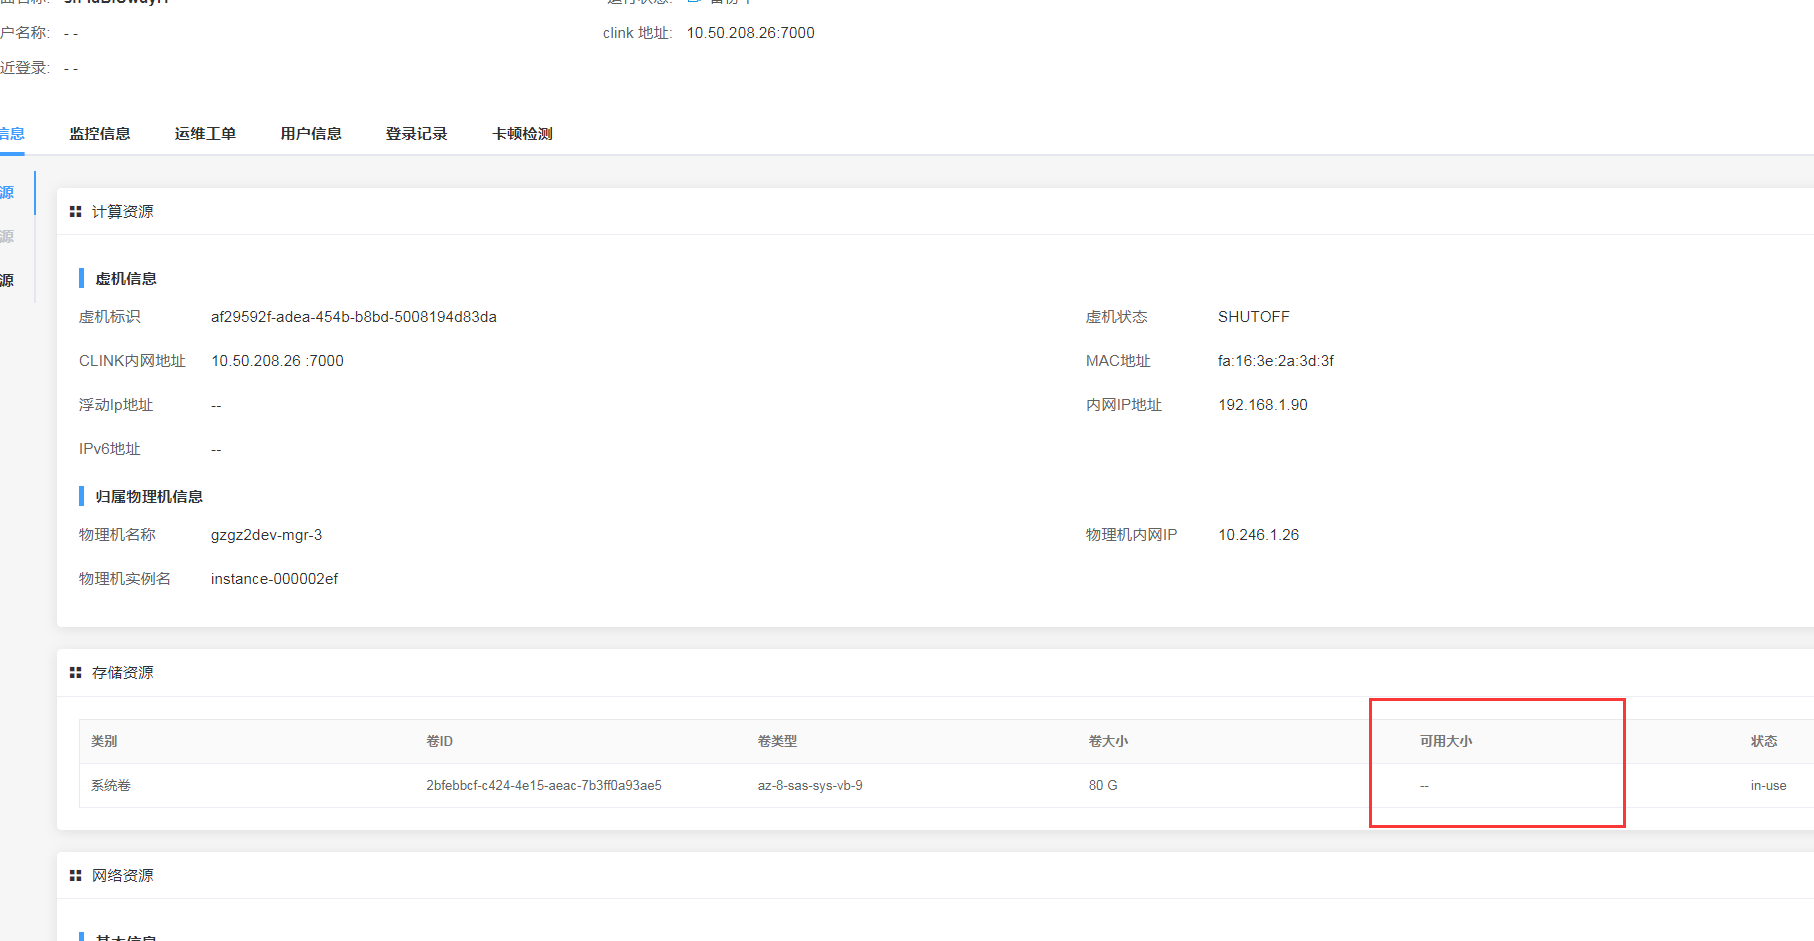 户名称: - -
clink 地址: 10.50.208.26:7000
近登录: - -
信息 监控信息 运维工单 用户信息 登录记录 卡顿检测
源
源
源
计算资源
虚机信息
虚机标识 af29592f-adea-454b-b8bd-5008194d83da 虚机状态 SHUTOFF
CLINK内网地址 10.50.208.26 :7000 MAC地址 fa:16:3e:2a:3d:3f
浮动Ip地址 -- 内网IP地址 192.168.1.90
IPv6地址 --
归属物理机信息
物理机名称 gzgz2dev-mgr-3 物理机内网IP 10.246.1.26
物理机实例名 instance-000002ef
存储资源
类别 卷ID 卷类型 卷大小 可用大小 状态
系统卷 2bfebbcf-c424-4e15-aeac-7b3ff0a93ae5 az-8-sas-sys-vb-9 80 G -- in-use
网络资源
基本信息